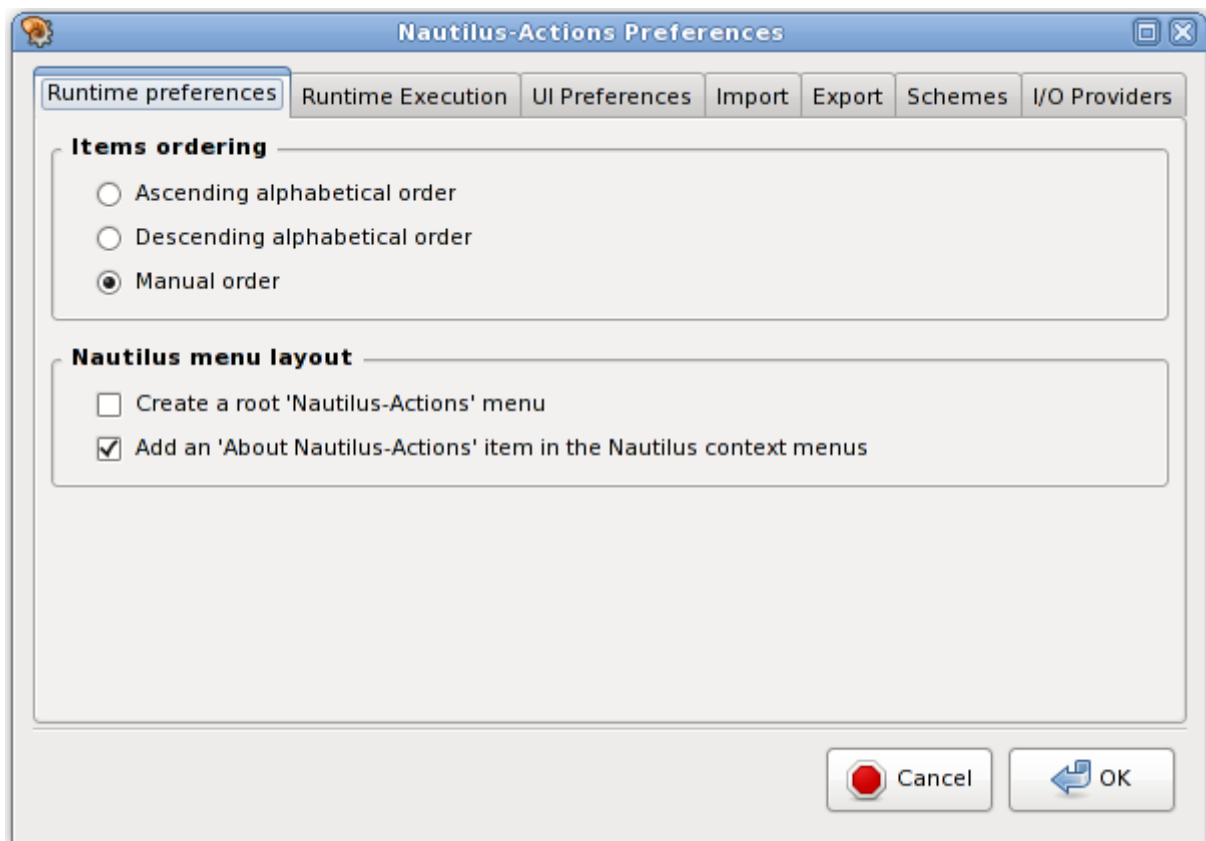 Nautilus-Actions Preferences
Runtime preferences Runtime Execution UI Preferences Import Export Schemes I/O Providers
Items ordering
Ascending alphabetical order
Descending alphabetical order
Manual order
Nautilus menu layout
Create a root 'Nautilus-Actions' menu
Add an 'About Nautilus-Actions' item in the Nautilus context menus
Cancel OK